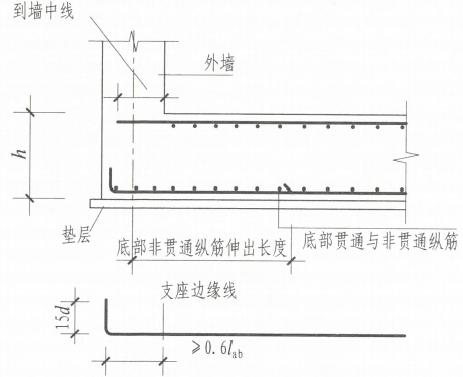 到墙中线
外墙
h
垫层
底部非贯通纵筋伸出长度
底部贯通与非贯通纵筋
支座边缘线
15d
≥0.6lab